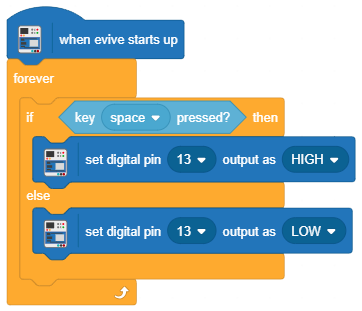 when evive starts up
forever
if key space pressed? then
set digital pin 13 output as HIGH
else
set digital pin 13 output as LOW